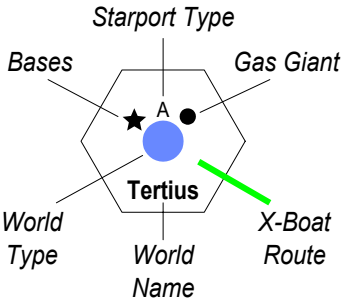 Starport Type
Bases
Gas Giant
A
Tertius
World
Type
World
Name
X-Boat
Route